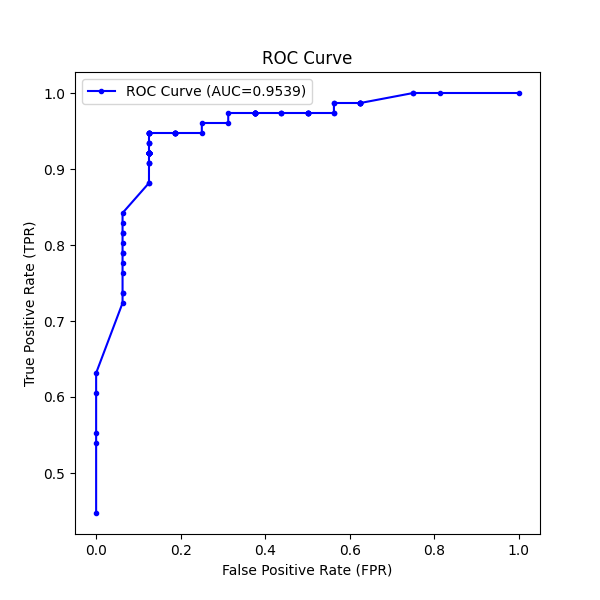 ROC Curve
ROC Curve (AUC=0.9539)
1.0
0.9
0.8
0.7
0.6
0.5
True Positive Rate (TPR)
0.0 0.2 0.4 0.6 0.8 1.0
False Positive Rate (FPR)